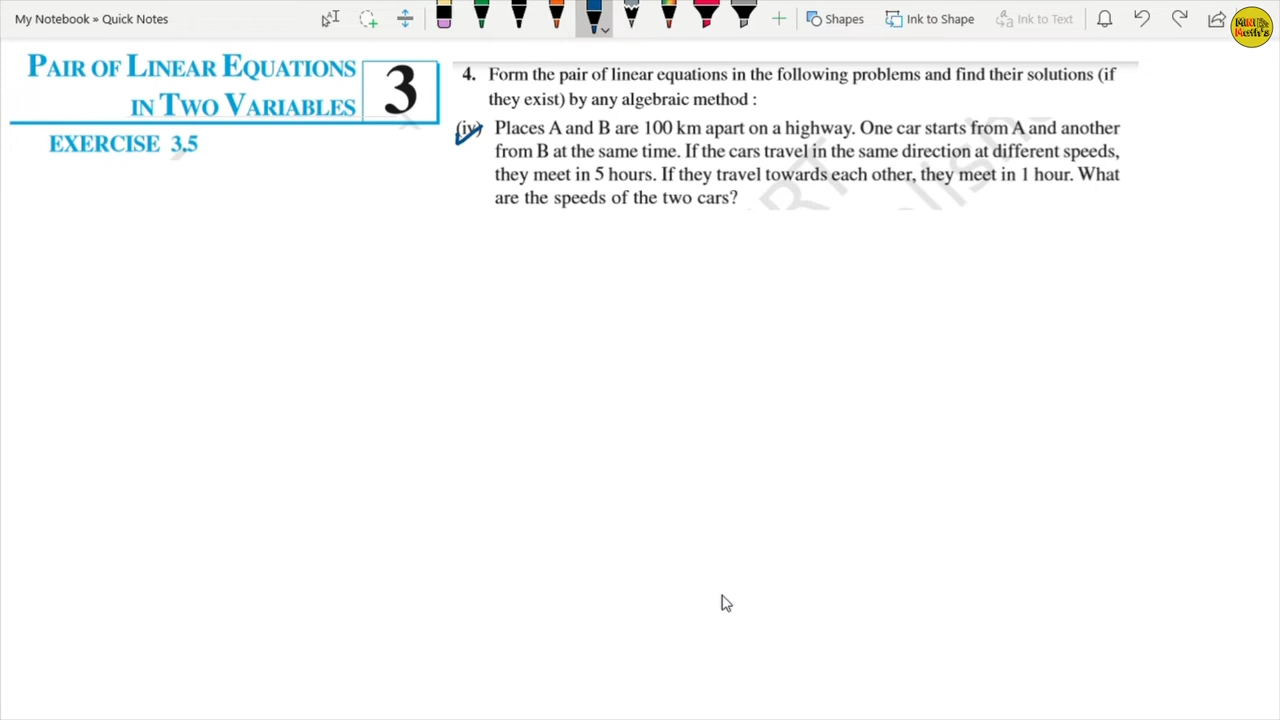 My Notebook » Quick Notes
Shapes
Ink to Shape
Ink to Text
PAIR OF LINEAR EQUATIONS
IN TWO VARIABLES
3
EXERCISE 3.5
4. Form the pair of linear equations in the following problems and find their solutions (if
they exist) by any algebraic method :
(iv) Places A and B are 100 km apart on a highway. One car starts from A and another
from B at the same time. If the cars travel in the same direction at different speeds,
they meet in 5 hours. If they travel towards each other, they meet in 1 hour. What
are the speeds of the two cars?